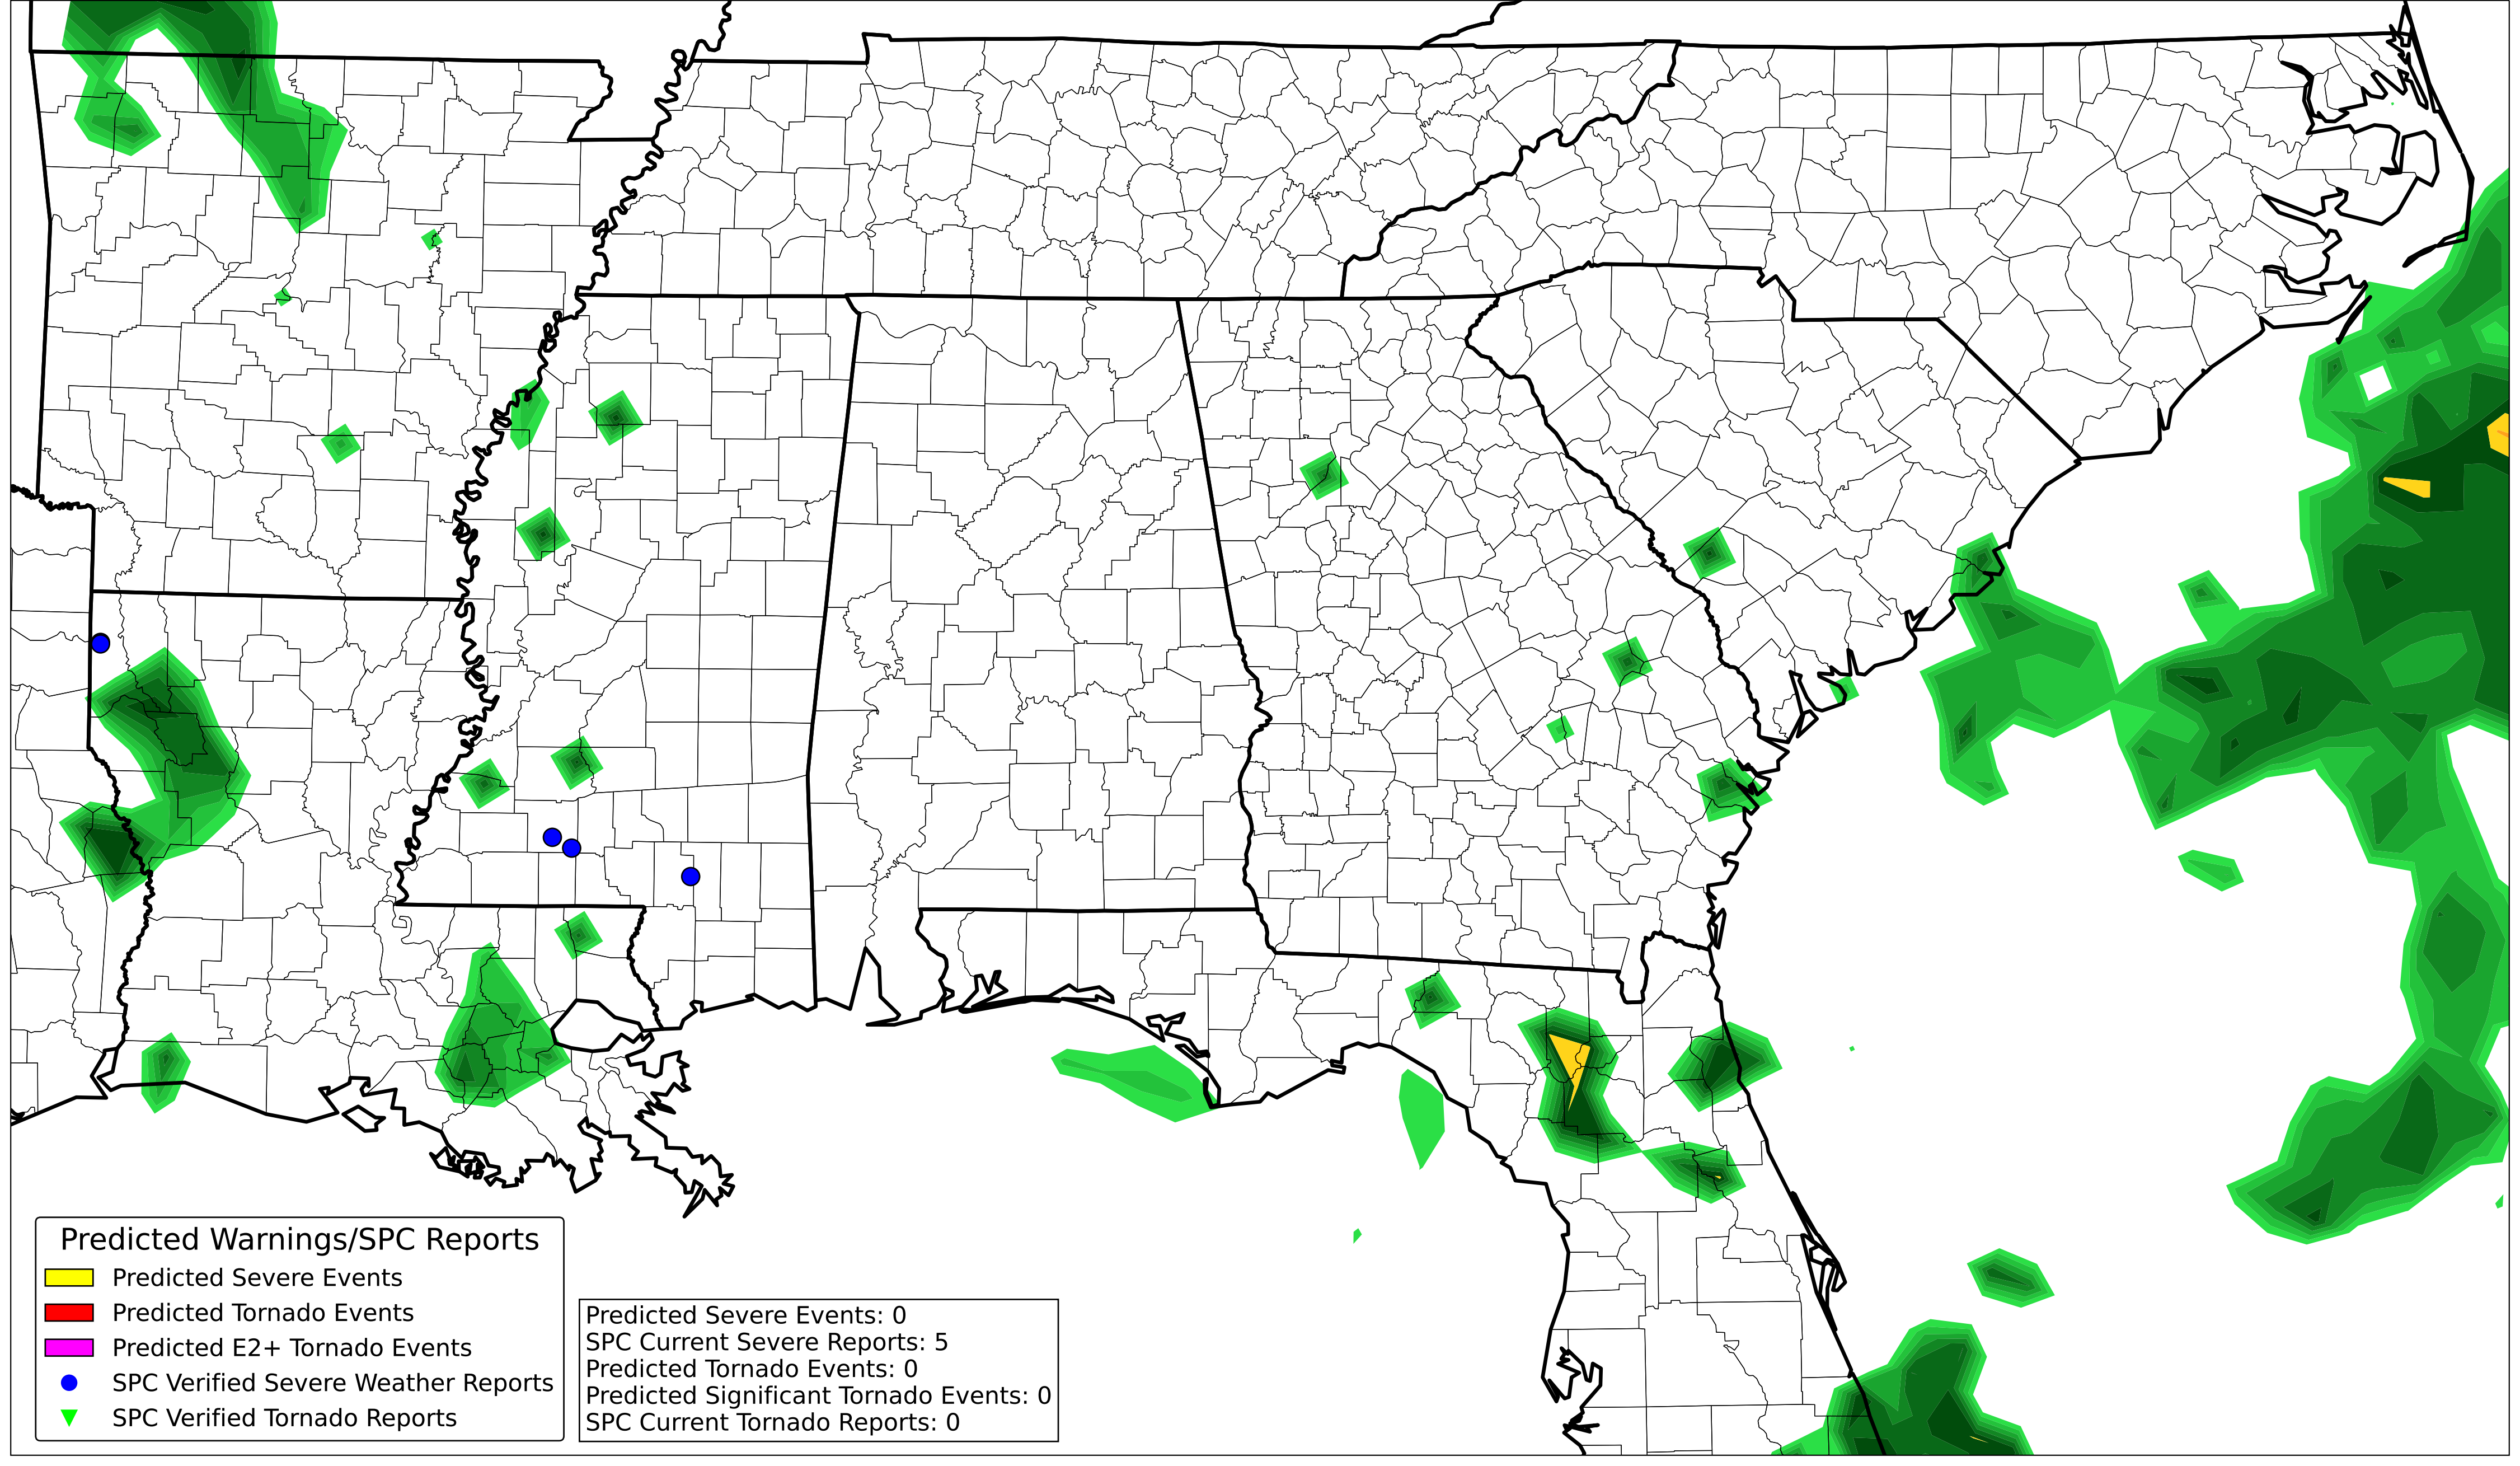 Predicted Warnings/SPC Reports
Predicted Severe Events
Predicted Tornado Events
Predicted E2+ Tornado Events
SPC Verified Severe Weather Reports
SPC Verified Tornado Reports
Predicted Severe Events: 0
SPC Current Severe Reports: 5
Predicted Tornado Events: 0
Predicted Significant Tornado Events: 0
SPC Current Tornado Reports: 0